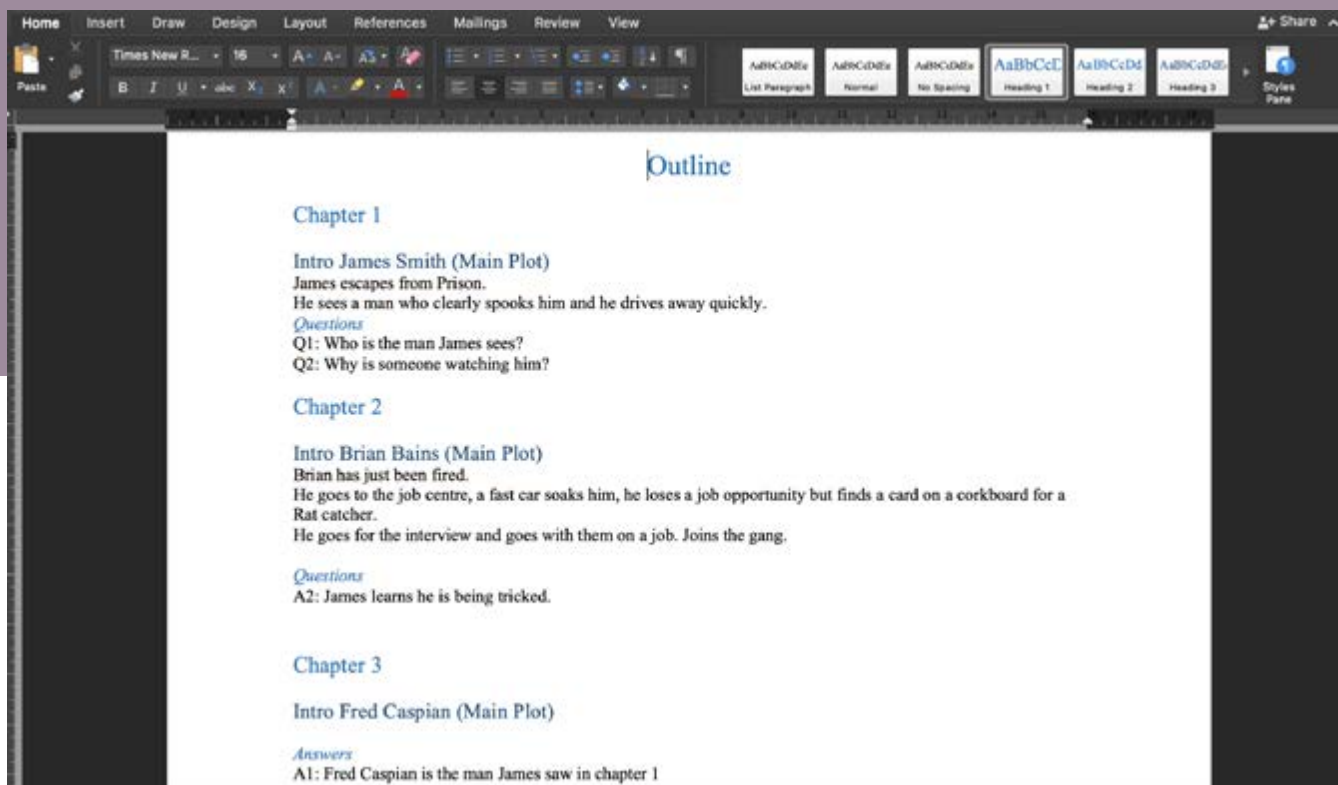 Home Insert Draw Design Layout References Mailings Review View Share
Times New R... 16 A A
Paste B I U abc X X A A
AaBbCcDdEe AaBbCcDdEe AaBbCcDdEe AaBbCcD AaBbCcDd AaBbCcDdE
List Paragraph Normal No Spacing Heading 1 Heading 2 Heading 3
Styles
Pane
Outline
Chapter 1
Intro James Smith (Main Plot)
James escapes from Prison.
He sees a man who clearly spooks him and he drives away quickly.
Questions
Q1: Who is the man James sees?
Q2: Why is someone watching him?
Chapter 2
Intro Brian Bains (Main Plot)
Brian has just been fired.
He goes to the job centre, a fast car soaks him, he loses a job opportunity but finds a card on a corkboard for a
Rat catcher.
He goes for the interview and goes with them on a job. Joins the gang.
Questions
A2: James learns he is being tricked.
Chapter 3
Intro Fred Caspian (Main Plot)
Answers
A1: Fred Caspian is the man James saw in chapter 1